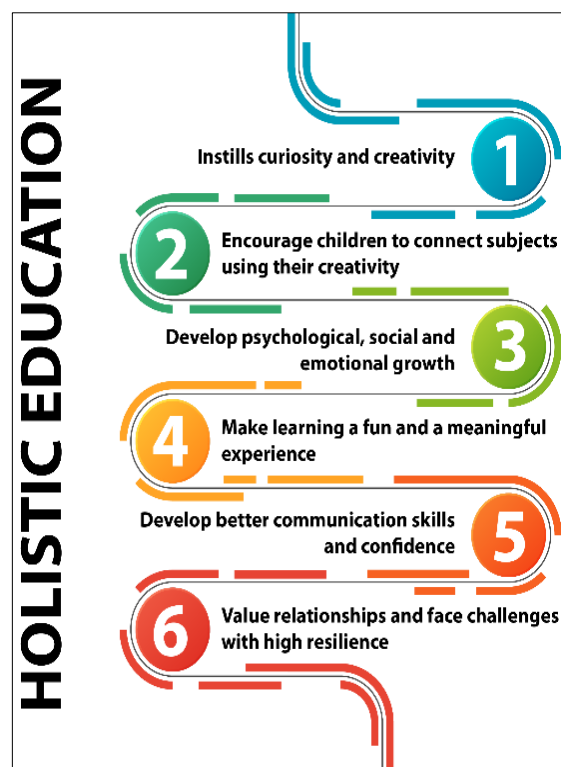 HOLISTIC EDUCATION
1
Instills curiosity and creativity
2
Encourage children to connect subjects
using their creativity
3
Develop psychological, social and
emotional growth
4
Make learning a fun and a meaningful
experience
5
Develop better communication skills
and confidence
6
Value relationships and face challenges
with high resilience